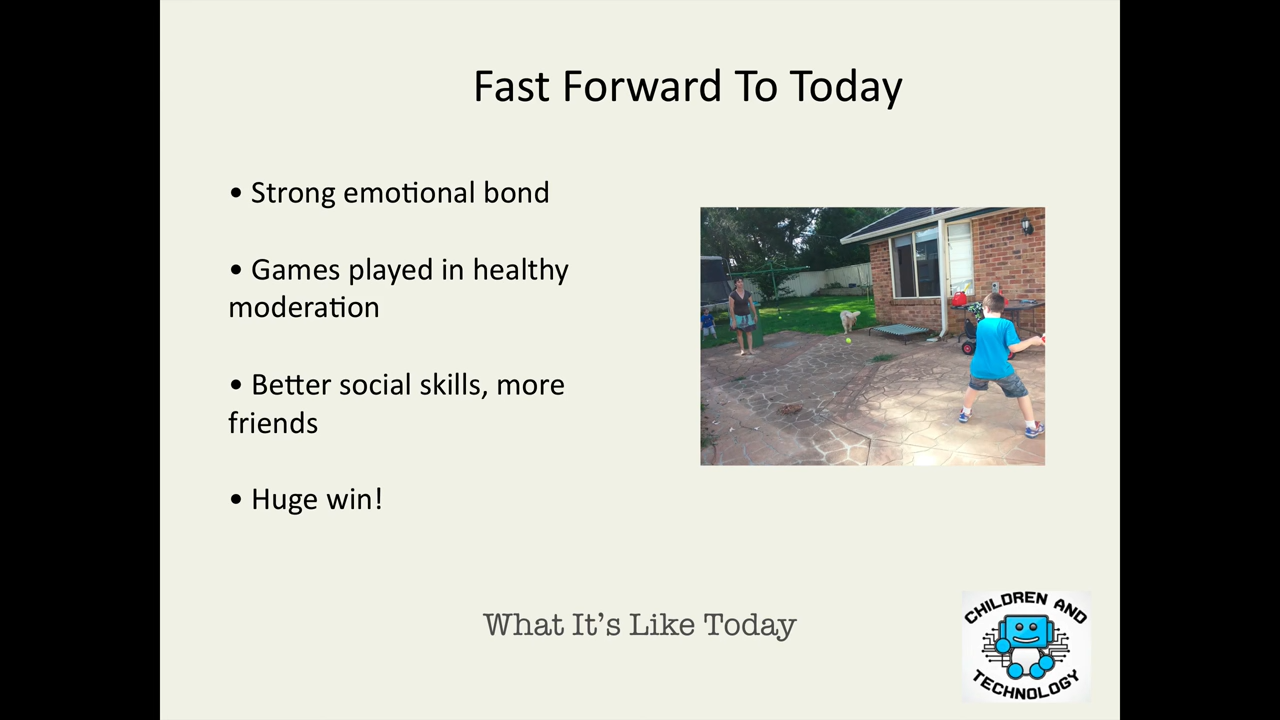 Fast Forward To Today
• Strong emotional bond
• Games played in healthy
moderation
• Better social skills, more
friends
• Huge win!
What It’s Like Today
CHILDREN AND
TECHNOLOGY